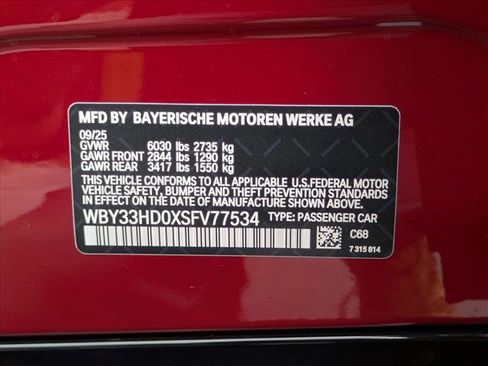 MFD BY BAYERISCHE MOTOREN WERKE AG
09/25
GVWR 6030 lbs 2735 kg
GAWR FRONT 2844 lbs 1290 kg
GAWR REAR 3417 lbs 1550 kg
THIS VEHICLE CONFORMS TO ALL APPLICABLE U.S.FEDERAL MOTOR
VEHICLE SAFETY, BUMPER AND THEFT PREVENTION STANDARDS
IN EFFECT ON THE DATE OF MANUFACTURE SHOWN ABOVE.
WBY33HD0XSFV77534 TYPE: PASSENGER CAR
C68
7 315 814